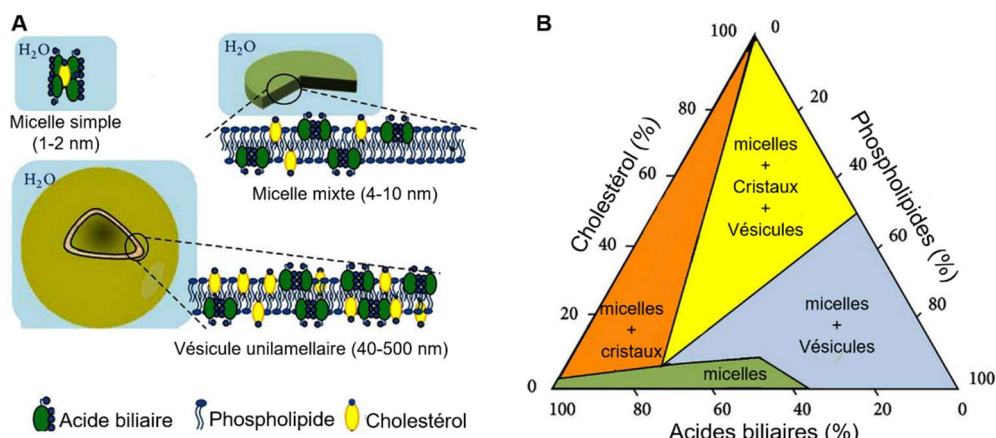 A
H₂O
Micelle simple
(1-2 nm)
H₂O
Micelle mixte (4-10 nm)
H₂O
Vésicule unilamellaire (40-500 nm)
Acide biliaire
Phospholipide
Cholestérol
B
100
0
80
20
60
40
40
60
20
80
0
100
Cholestérol (%)
Phospholipides (%)
micelles
+
Cristaux
+
Vésicules
micelles
+
cristaux
micelles
+
Vésicules
micelles
100
80
60
40
20
0
Acides biliaires (%)